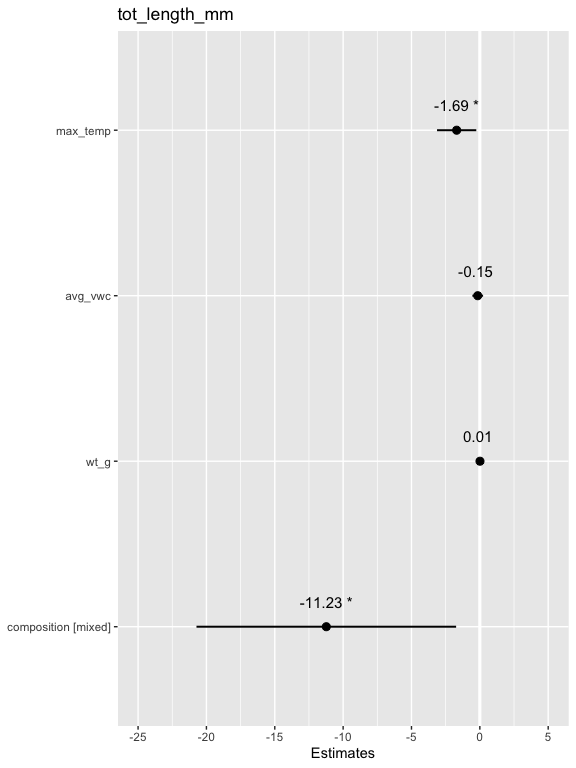 tot_length_mm
-1.69 *
max_temp
-0.15
avg_vwc
0.01
wt_g
-11.23 *
composition [mixed]
-25 -20 -15 -10 -5 0 5
Estimates